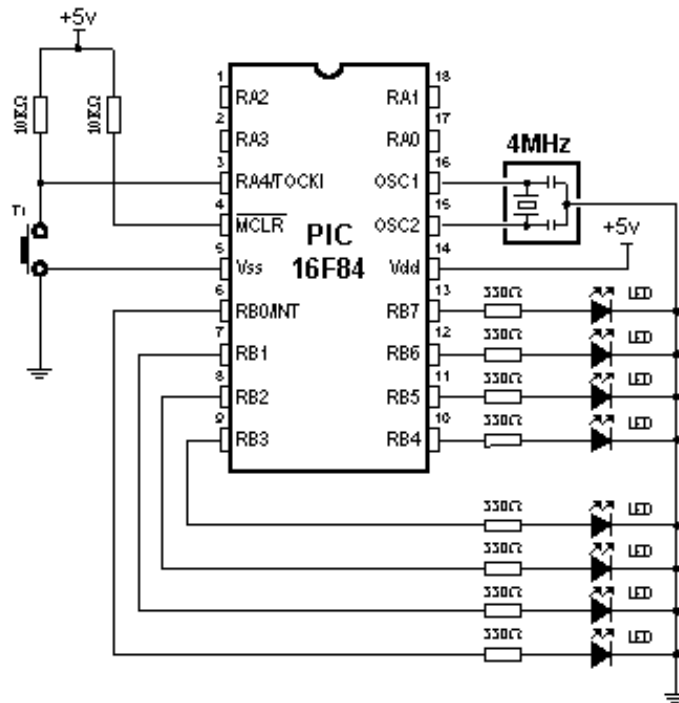 +5v
10KΩ
10KΩ
T1
1
RA2
2
RA3
3
RA4/TOCKI
4
MCLR
5
Vss
6
RB0/INT
7
RB1
8
RB2
9
RB3
PIC
16F84
18
RA1
17
RA0
16
OSC1
15
OSC2
14
Vdd
13
RB7
12
RB6
11
RB5
10
RB4
4MHz
+5v
330Ω LED
330Ω LED
330Ω LED
330Ω LED
330Ω LED
330Ω LED
330Ω LED
330Ω LED